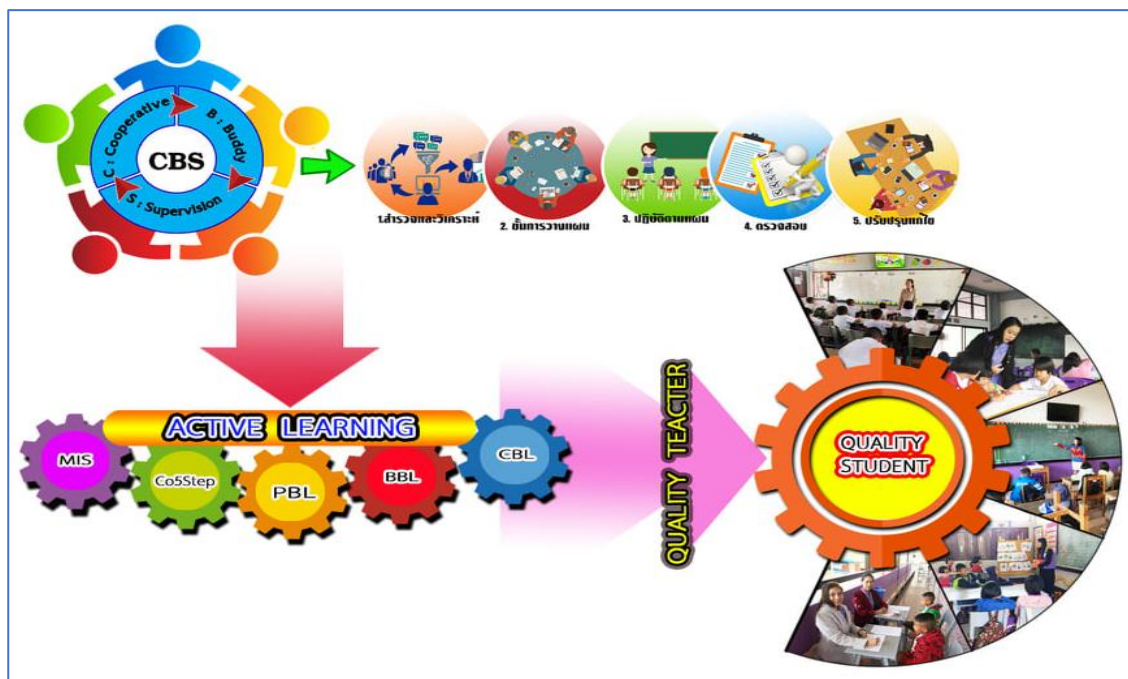 C : Cooperative
B : Buddy
S : Supervision
CBS
1.สำรวจและวิเคราะห์
2. ขั้นการวางแผน
3. ปฏิบัติตามแผน
4. ตรวจสอบ
5. ปรับปรุงแก้ไข
ACTIVE LEARNING
MIS
Co5Step
PBL
BBL
CBL
QUALITY TEACTER
QUALITY
STUDENT